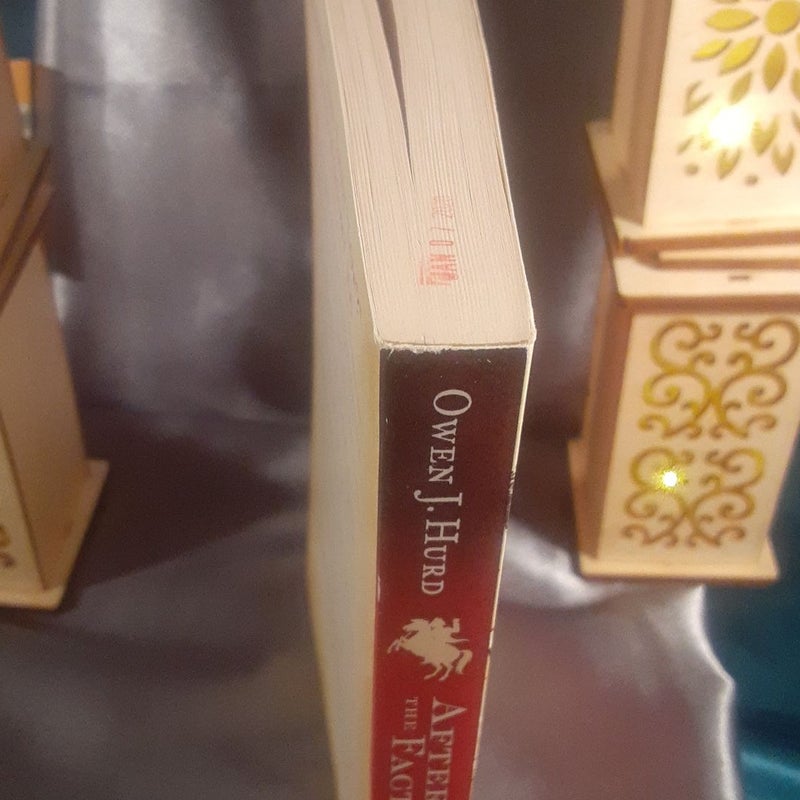 OWEN J. HURD
AFTER
THE FACT